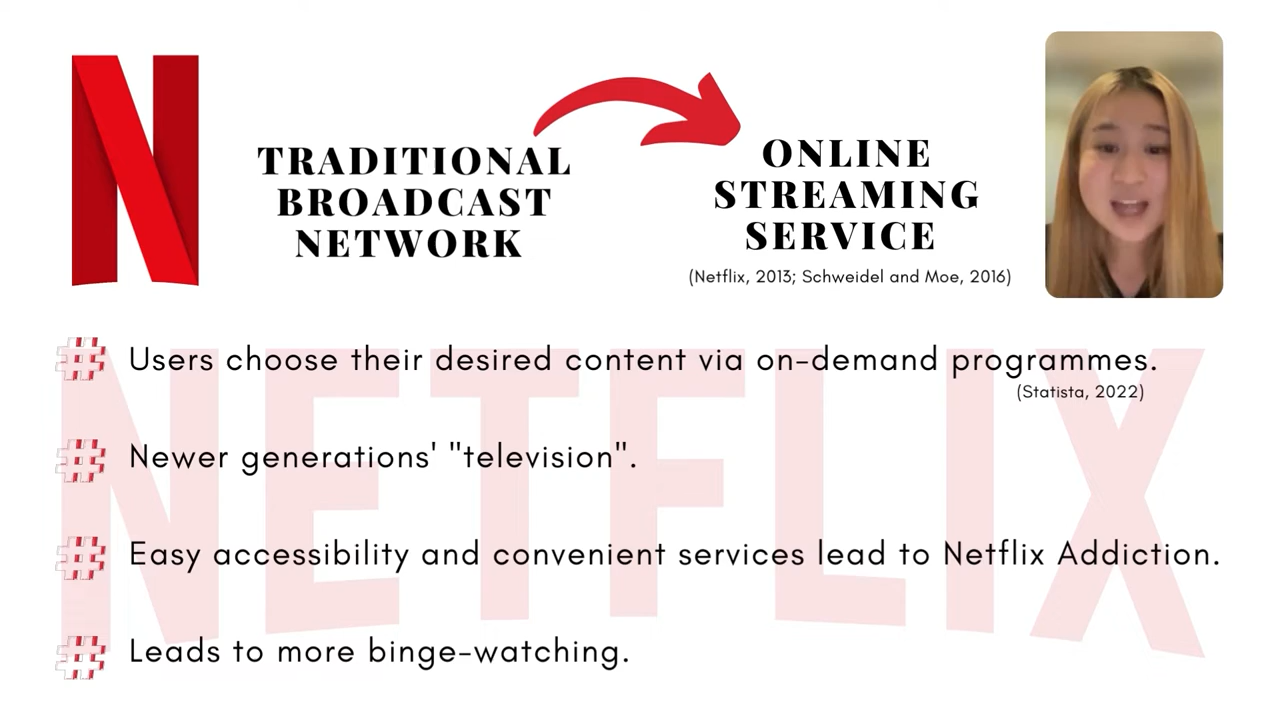 TRADITIONAL
BROADCAST
NETWORK
ONLINE
STREAMING
SERVICE
(Netflix, 2013; Schweidel and Moe, 2016)
NETFLIX
# Users choose their desired content via on-demand programmes.
(Statista, 2022)
# Newer generations' "television".
# Easy accessibility and convenient services lead to Netflix Addiction.
# Leads to more binge-watching.